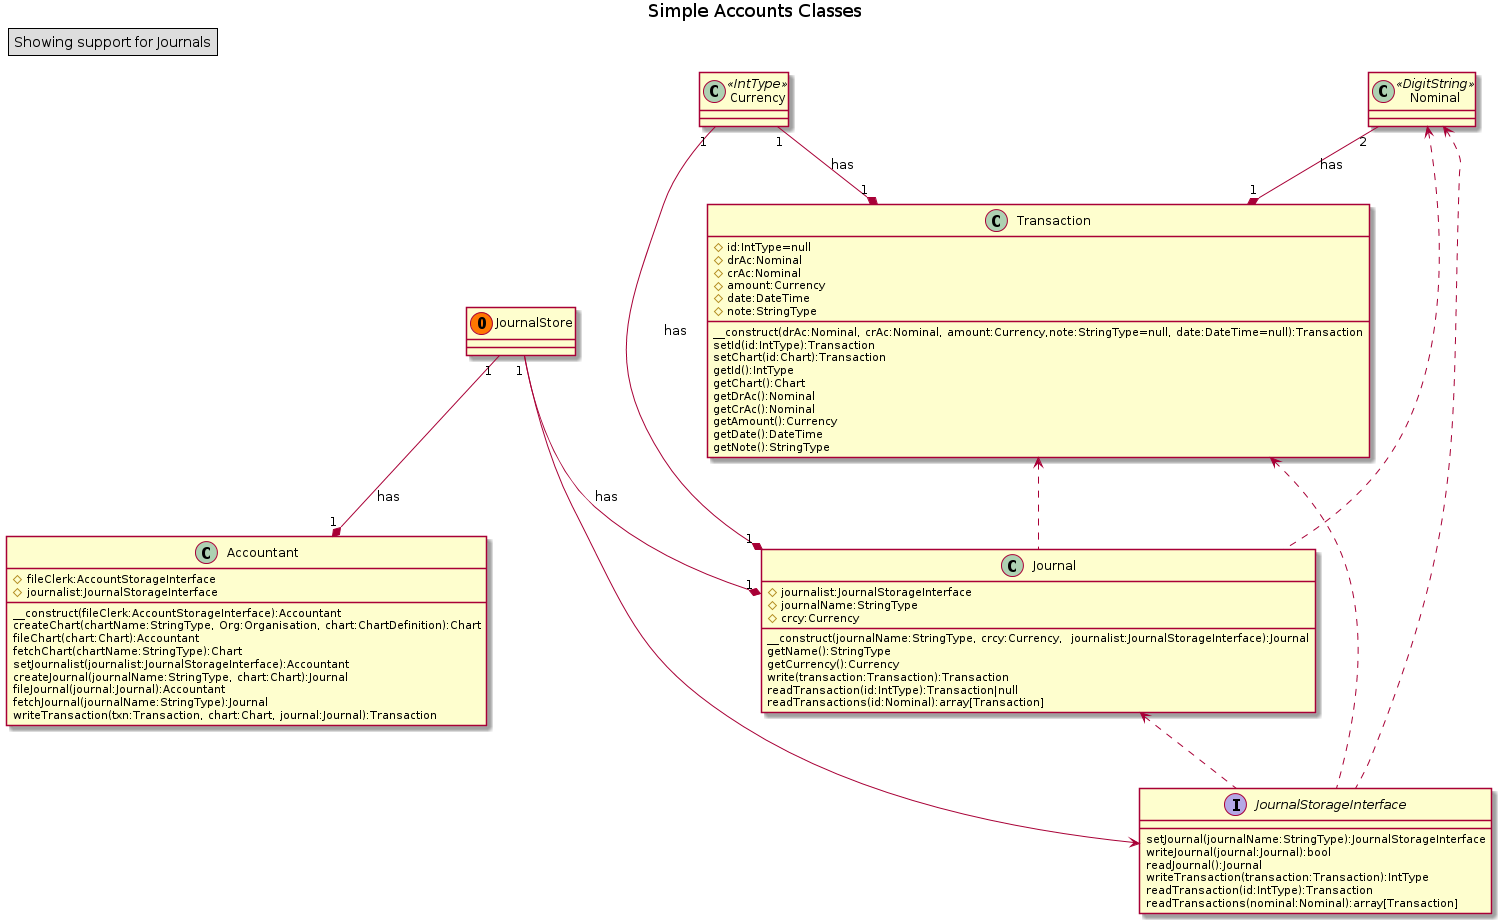 Simple Accounts Classes
Showing support for Journals
C «IntType»
Currency
C «DigitString»
Nominal
1
1
2
has
has
1
1
C Transaction
id:IntType=null
drAc:Nominal
crAc:Nominal
amount:Currency
date:DateTime
note:StringType
__construct(drAc:Nominal, crAc:Nominal, amount:Currency,note:StringType=null, date:DateTime=null):Transaction
setId(id:IntType):Transaction
setChart(id:Chart):Transaction
getId():IntType
getChart():Chart
getDrAc():Nominal
getCrAc():Nominal
getAmount():Currency
getDate():DateTime
getNote():StringType
has
O JournalStore
1
1
has
has
1
1
1
C Accountant
fileClerk:AccountStorageInterface
journalist:JournalStorageInterface
__construct(fileClerk:AccountStorageInterface):Accountant
createChart(chartName:StringType, Org:Organisation, chart:ChartDefinition):Chart
fileChart(chart:Chart):Accountant
fetchChart(chartName:StringType):Chart
setJournalist(journalist:JournalStorageInterface):Accountant
createJournal(journalName:StringType, chart:Chart):Journal
fileJournal(journal:Journal):Accountant
fetchJournal(journalName:StringType):Journal
writeTransaction(txn:Transaction, chart:Chart, journal:Journal):Transaction
C Journal
journalist:JournalStorageInterface
journalName:StringType
crcy:Currency
__construct(journalName:StringType, crcy:Currency,  journalist:JournalStorageInterface):Journal
getName():StringType
getCurrency():Currency
write(transaction:Transaction):Transaction
readTransaction(id:IntType):Transaction|null
readTransactions(id:Nominal):array[Transaction]
I JournalStorageInterface
setJournal(journalName:StringType):JournalStorageInterface
writeJournal(journal:Journal):bool
readJournal():Journal
writeTransaction(transaction:Transaction):IntType
readTransaction(id:IntType):Transaction
readTransactions(nominal:Nominal):array[Transaction]